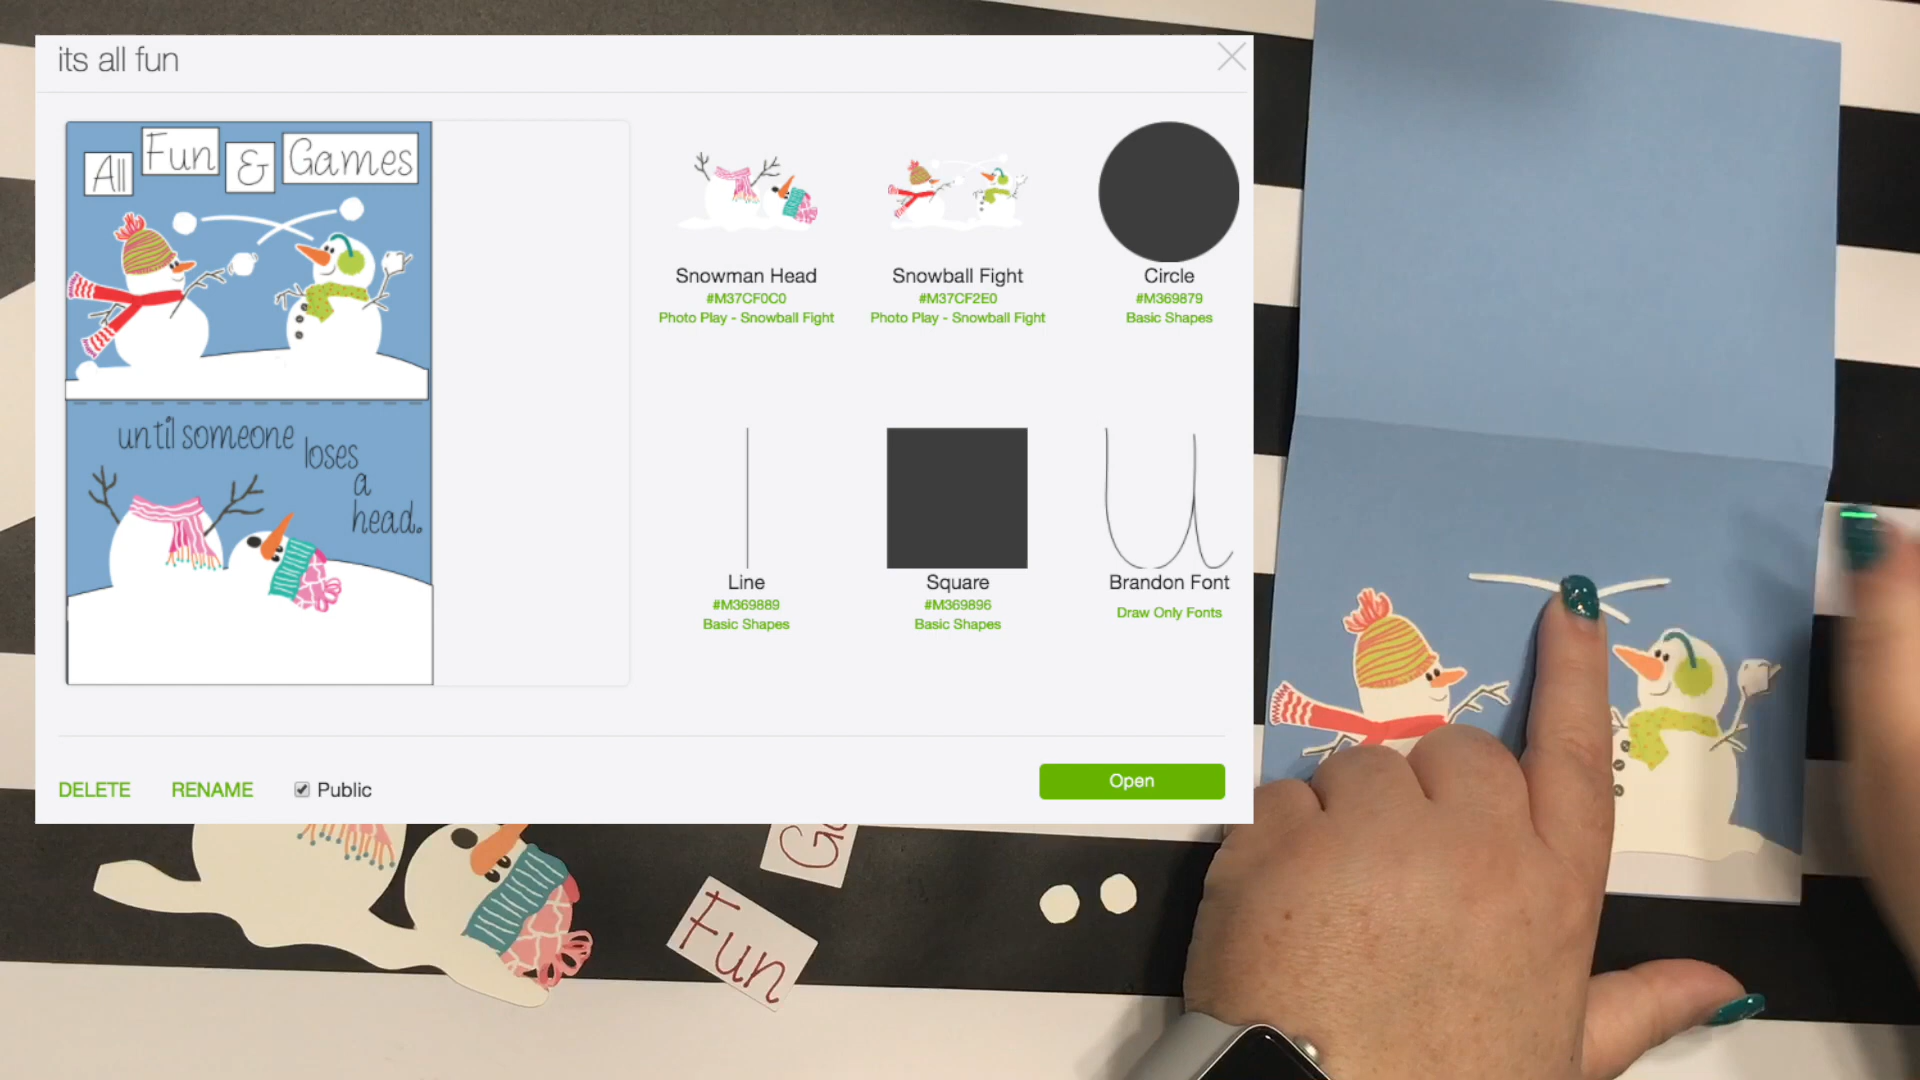 its all fun
All Fun & Games
until someone
loses
a
head.
Snowman Head
#M37CF0C0
Photo Play - Snowball Fight
Snowball Fight
#M37CF2E0
Photo Play - Snowball Fight
Circle
#M369879
Basic Shapes
Line
#M369889
Basic Shapes
Square
#M369896
Basic Shapes
u
Brandon Font
Draw Only Fonts
DELETE
RENAME
Public
Open
Fun